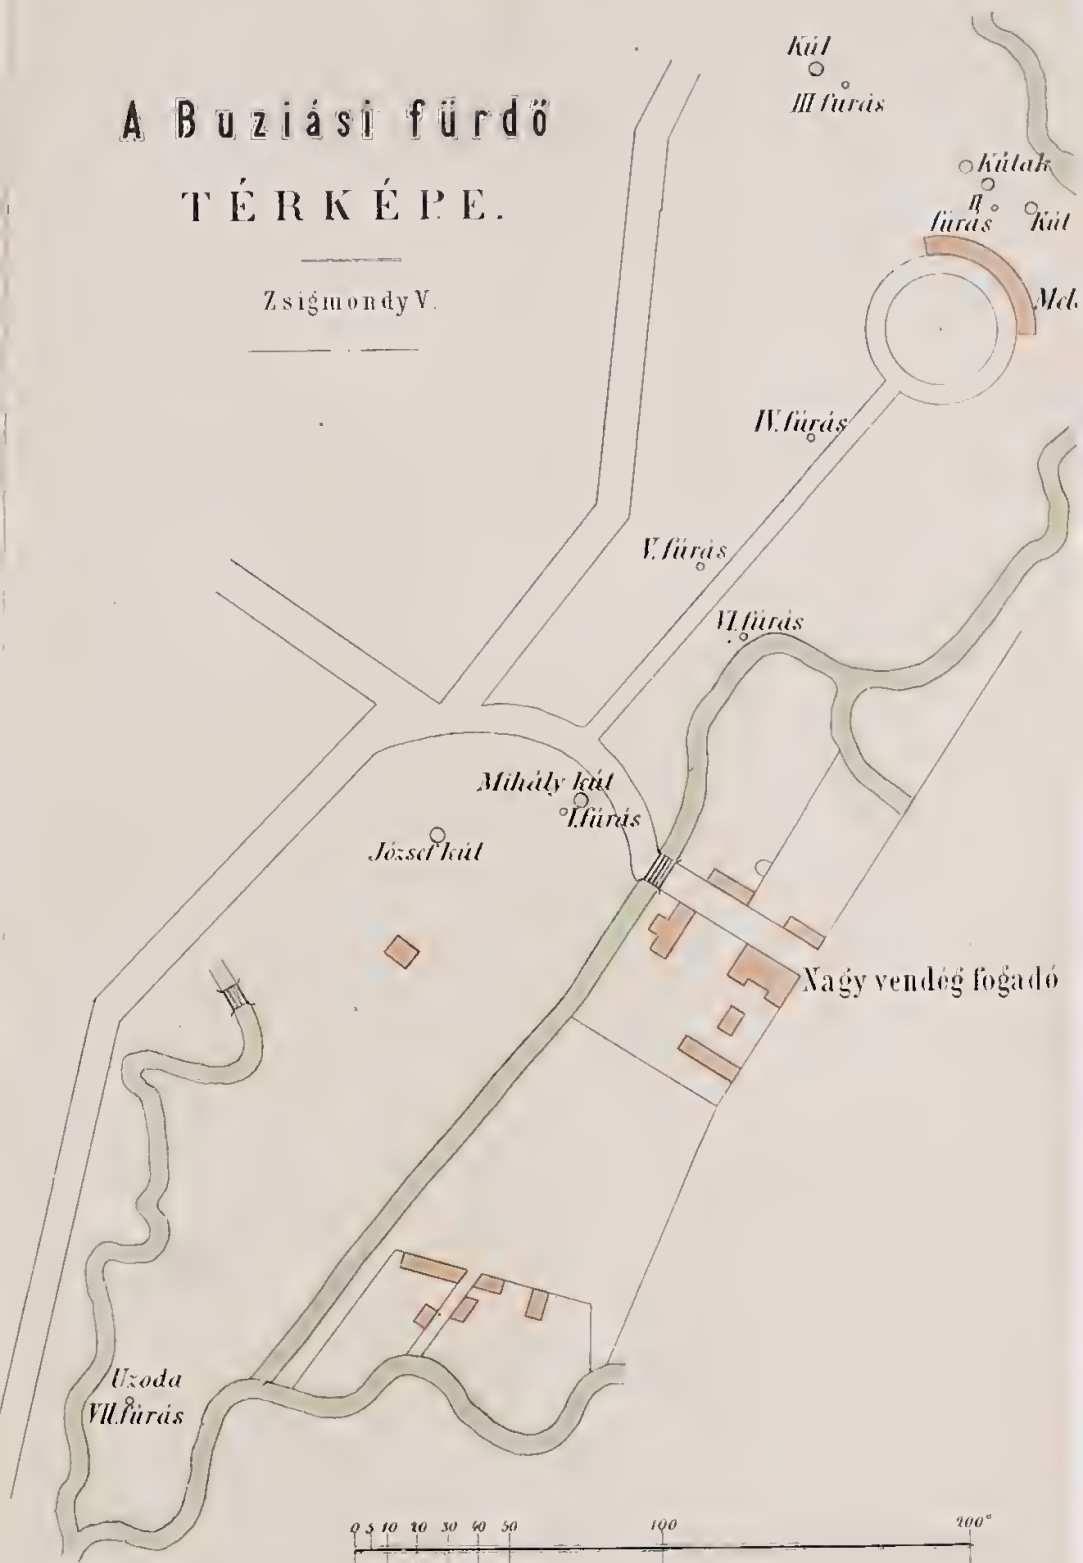 A Buziási fürdő
TÉRKÉPE.
Zsigmondy V.
Kút
III fúrás
Kútak
II
fúrás
Kút
IV. fúrás
V. fúrás
VI. fúrás
Mihály kút
I. fúrás
József kút
Nagy vendég fogadó
Uzoda
VII. fúrás
0 5 10 20 30 40 50 100 200°